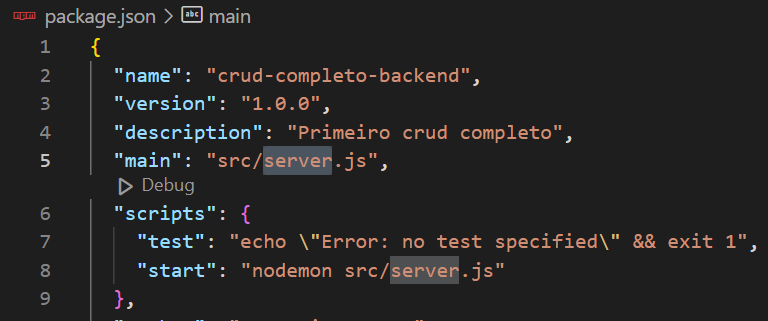 package.json > abc main
1 {
2 "name": "crud-completo-backend",
3 "version": "1.0.0",
4 "description": "Primeiro crud completo",
5 "main": "src/server.js",
Debug
6 "scripts": {
7 "test": "echo \"Error: no test specified\" && exit 1",
8 "start": "nodemon src/server.js"
9 },